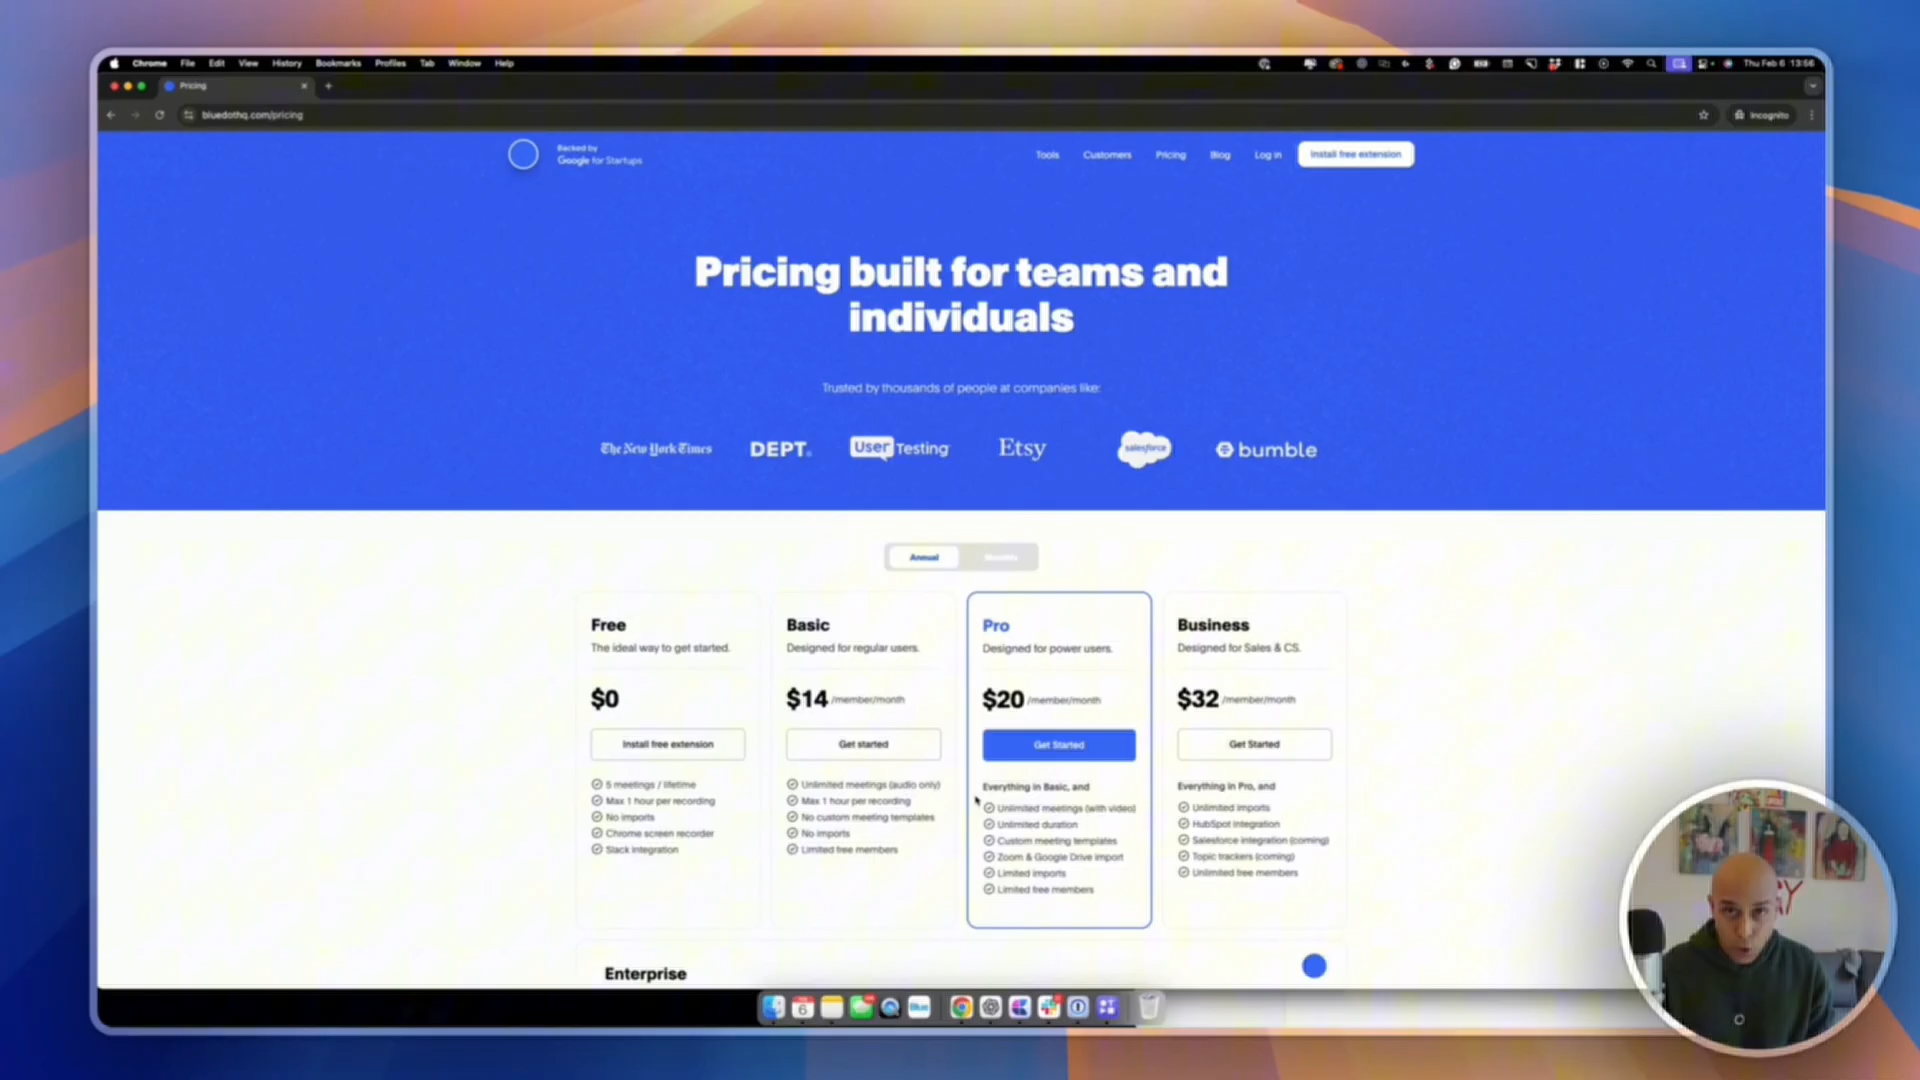 Chrome File Edit View History Bookmarks Profiles Tab Window Help
Thu Feb 6 13:56
Pricing
bluedothq.com/pricing
Incognito
Backed by
Google for Startups
Tools Customers Pricing Blog Log in Install free extension
Pricing built for teams and
individuals
Trusted by thousands of people at companies like:
The New York Times DEPT. User Testing Etsy salesforce bumble
Annual Monthly
Free
The ideal way to get started.
$0
Install free extension
5 meetings / lifetime
Max 1 hour per recording
No imports
Chrome screen recorder
Slack integration
Basic
Designed for regular users.
$14 /member/month
Get started
Unlimited meetings (audio only)
Max 1 hour per recording
No custom meeting templates
No imports
Limited free members
Pro
Designed for power users.
$20 /member/month
Get Started
Everything in Basic, and
Unlimited meetings (with video)
Unlimited duration
Custom meeting templates
Zoom & Google Drive import
Limited imports
Limited free members
Business
Designed for Sales & CS.
$32 /member/month
Get Started
Everything in Pro, and
Unlimited imports
HubSpot integration
Salesforce integration (coming)
Topic trackers (coming)
Unlimited free members
Enterprise
6